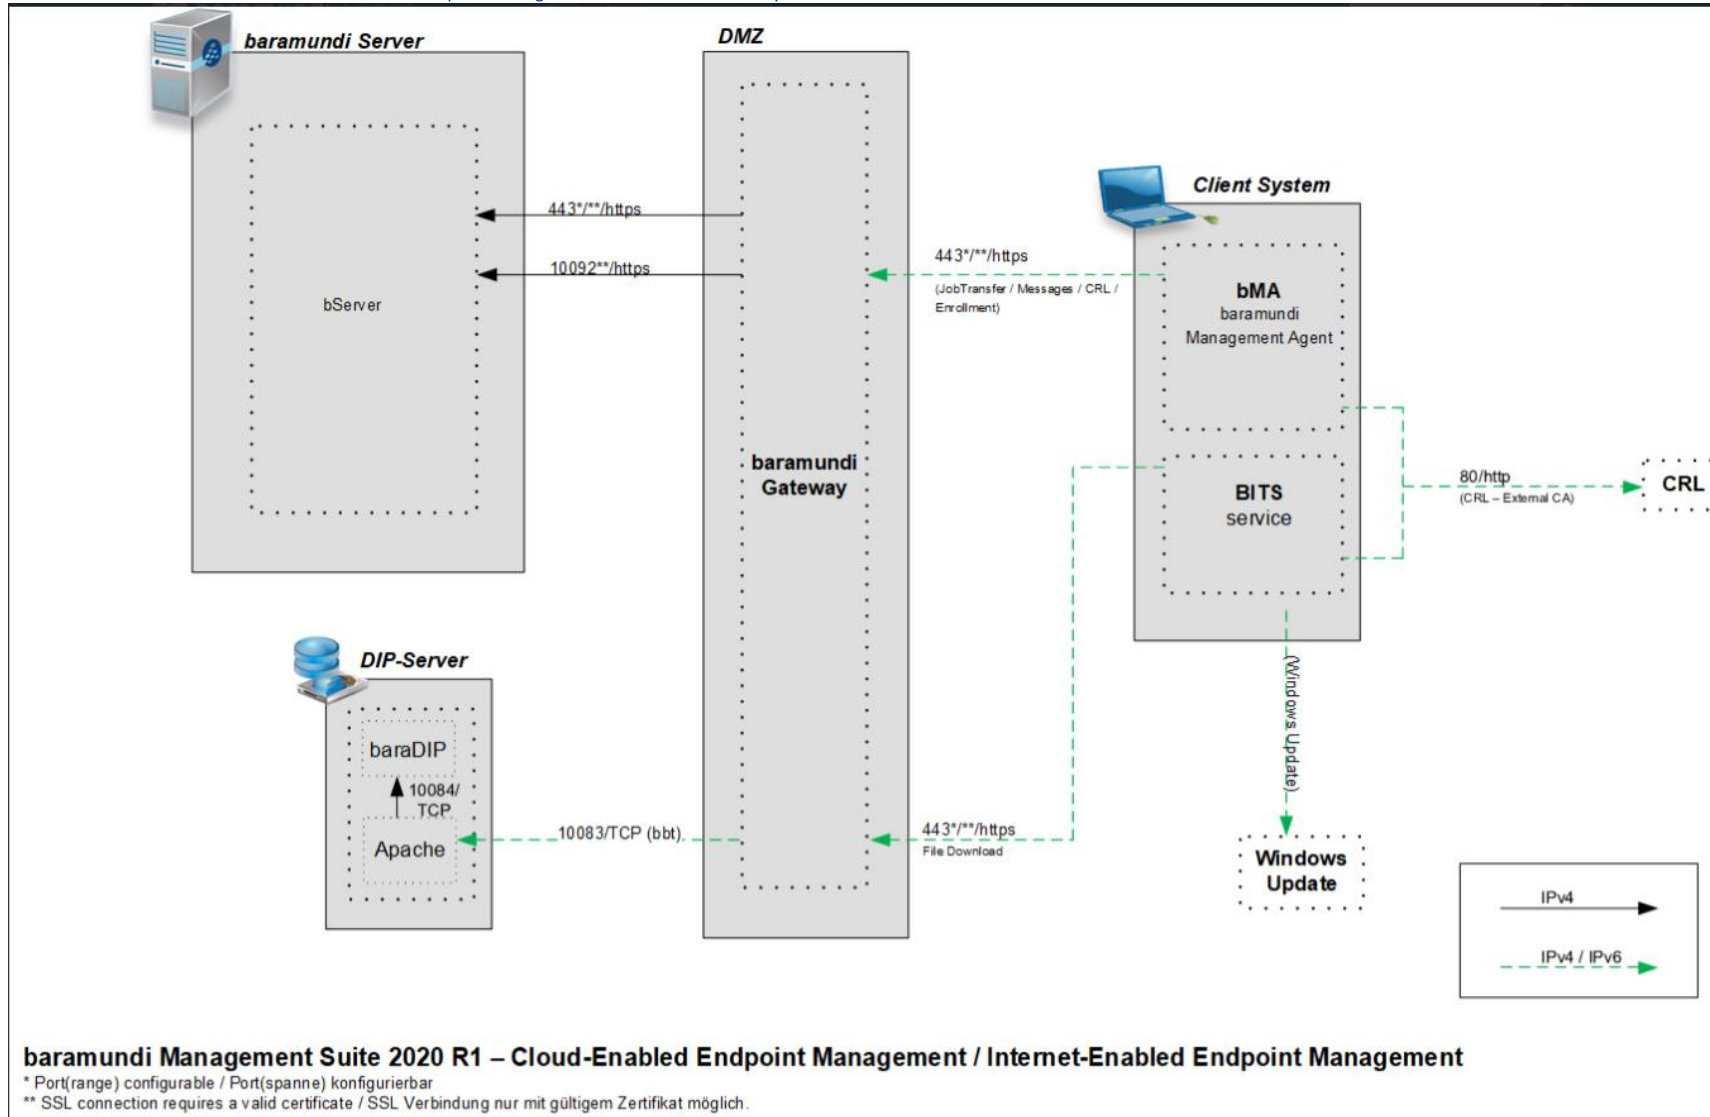 baramundi Server
DMZ
Client System
443*/**/https
10092**/https
bServer
443*/**/https
(JobTransfer / Messages / CRL /
Enrollment)
bMA
baramundi
Management Agent
baramundi
Gateway
BITS
service
80/http
(CRL – External CA)
CRL
DIP-Server
baraDIP
10084/
TCP
Apache
10083/TCP (bbt)
443*/**/https
File Download
(Windows Update)
Windows
Update
IPv4
IPv4 / IPv6
baramundi Management Suite 2020 R1 – Cloud-Enabled Endpoint Management / Internet-Enabled Endpoint Management
* Port(range) configurable / Port(spanne) konfigurierbar
** SSL connection requires a valid certificate / SSL Verbindung nur mit gültigem Zertifikat möglich.